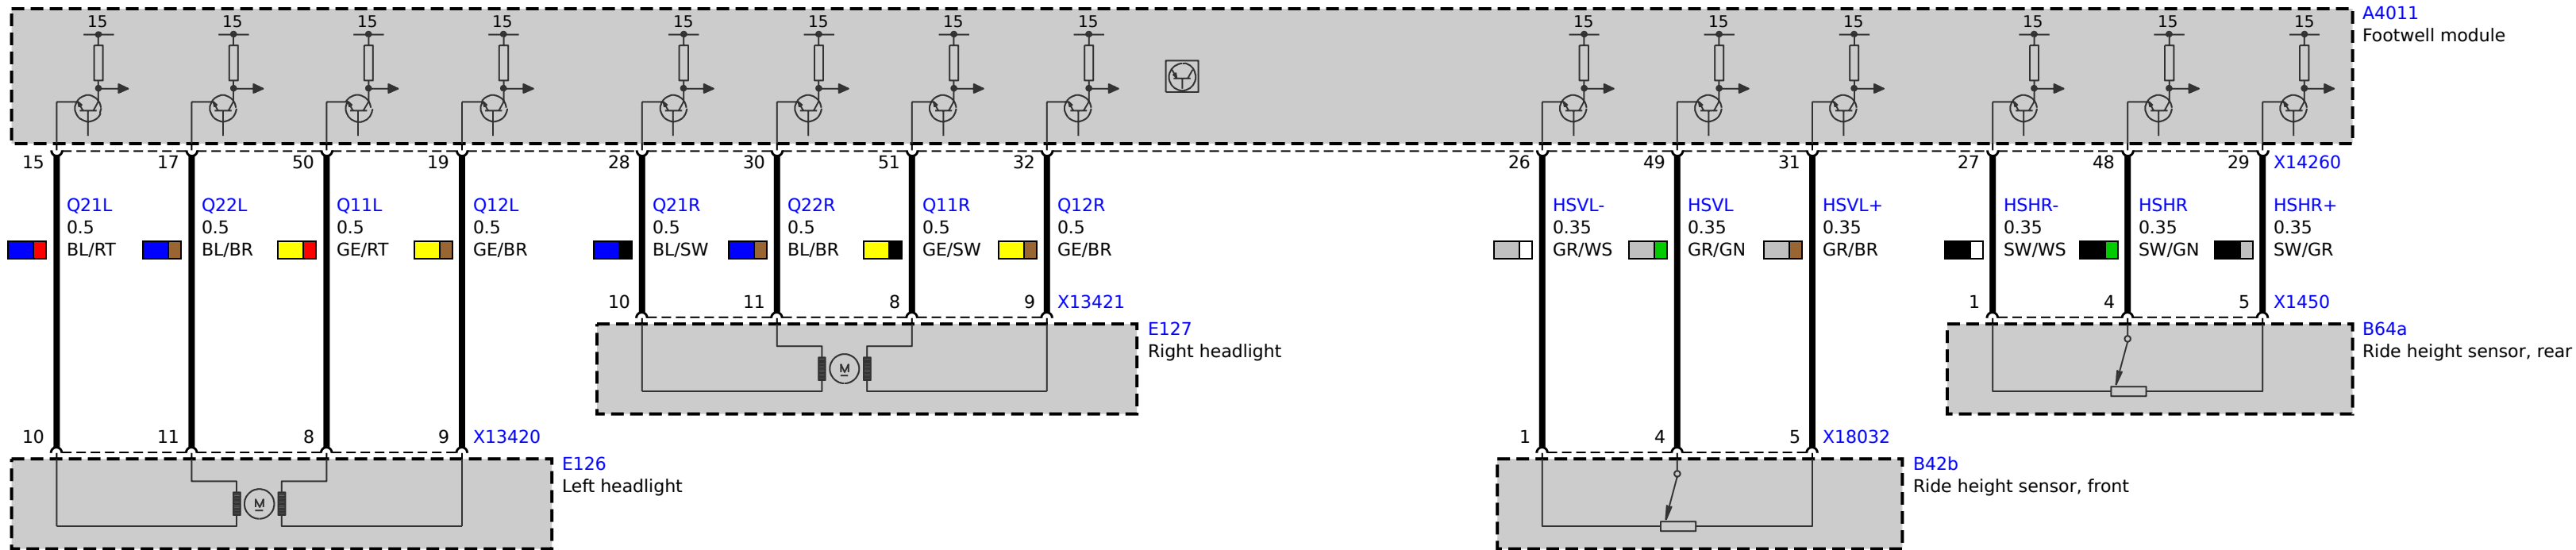 15 15 15 15 15 15 15 15 15 15 15 15 15 15
A4011
Footwell module
15 17 50 19 28 30 51 32 26 49 31 27 48 29 X14260
Q21L Q22L Q11L Q12L Q21R Q22R Q11R Q12R HSVL- HSVL HSVL+ HSHR- HSHR HSHR+
0.5 0.5 0.5 0.5 0.5 0.5 0.5 0.5 0.35 0.35 0.35 0.35 0.35 0.35
BL/RT BL/BR GE/RT GE/BR BL/SW BL/BR GE/SW GE/BR GR/WS GR/GN GR/BR SW/WS SW/GN SW/GR
10 11 8 9 X13421 1 4 5 X1450
M
E127
Right headlight
B64a
Ride height sensor, rear
10 11 8 9 X13420 1 4 5 X18032
M
E126
Left headlight
B42b
Ride height sensor, front